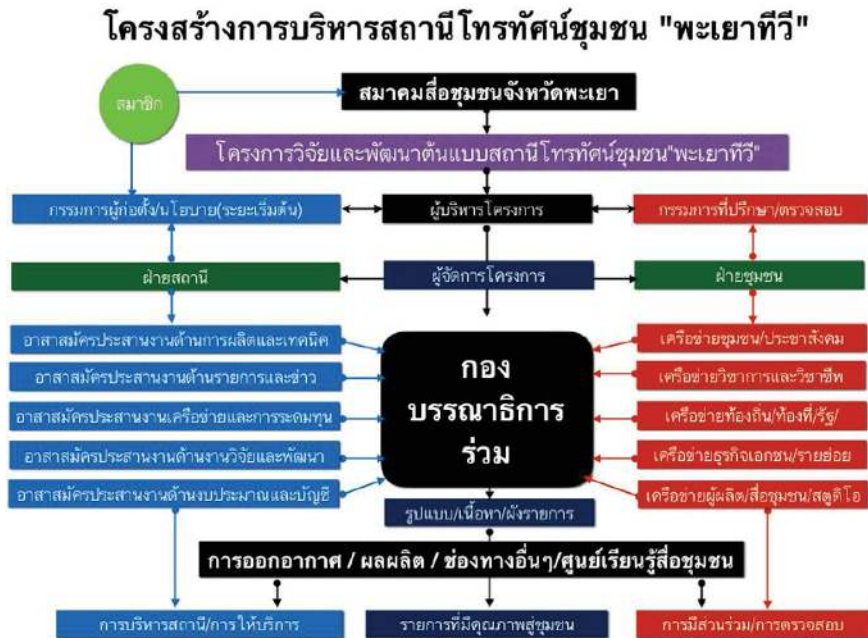 โครงสร้างการบริหารสถานีโทรทัศน์ชุมชน "พะเยาทีวี"
สมาชิก
สมาคมสื่อชุมชนจังหวัดพะเยา
โครงการวิจัยและพัฒนาต้นแบบสถานีโทรทัศน์ชุมชน"พะเยาทีวี"
กรรมการผู้ก่อตั้ง/นโยบาย(ระยะเริ่มต้น)
ผู้บริหารโครงการ
กรรมการที่ปรึกษา/ตรวจสอบ
ฝ่ายสถานี
ผู้จัดการโครงการ
ฝ่ายชุมชน
อาสาสมัครประสานงานด้านการผลิตและเทคนิค
อาสาสมัครประสานงานด้านรายการและข่าว
อาสาสมัครประสานงานเครือข่ายและการระดมทุน
อาสาสมัครประสานงานด้านงานวิจัยและพัฒนา
อาสาสมัครประสานงานด้านงบประมาณและบัญชี
กอง
บรรณาธิการ
ร่วม
เครือข่ายชุมชน/ประชาสังคม
เครือข่ายวิชาการและวิชาชีพ
เครือข่ายท้องถิ่น/ท้องที่/รัฐ/
เครือข่ายธุรกิจเอกชน/รายย่อย
เครือข่ายผู้ผลิต/สื่อชุมชน/สตูดิโอ
รูปแบบ/เนื้อหา/ผังรายการ
การออกอากาศ / ผลผลิต / ช่องทางอื่นๆ/ศูนย์เรียนรู้สื่อชุมชน
การบริหารสถานี/การให้บริการ
รายการที่มีคุณภาพสู่ชุมชน
การมีส่วนร่วม/การตรวจสอบ